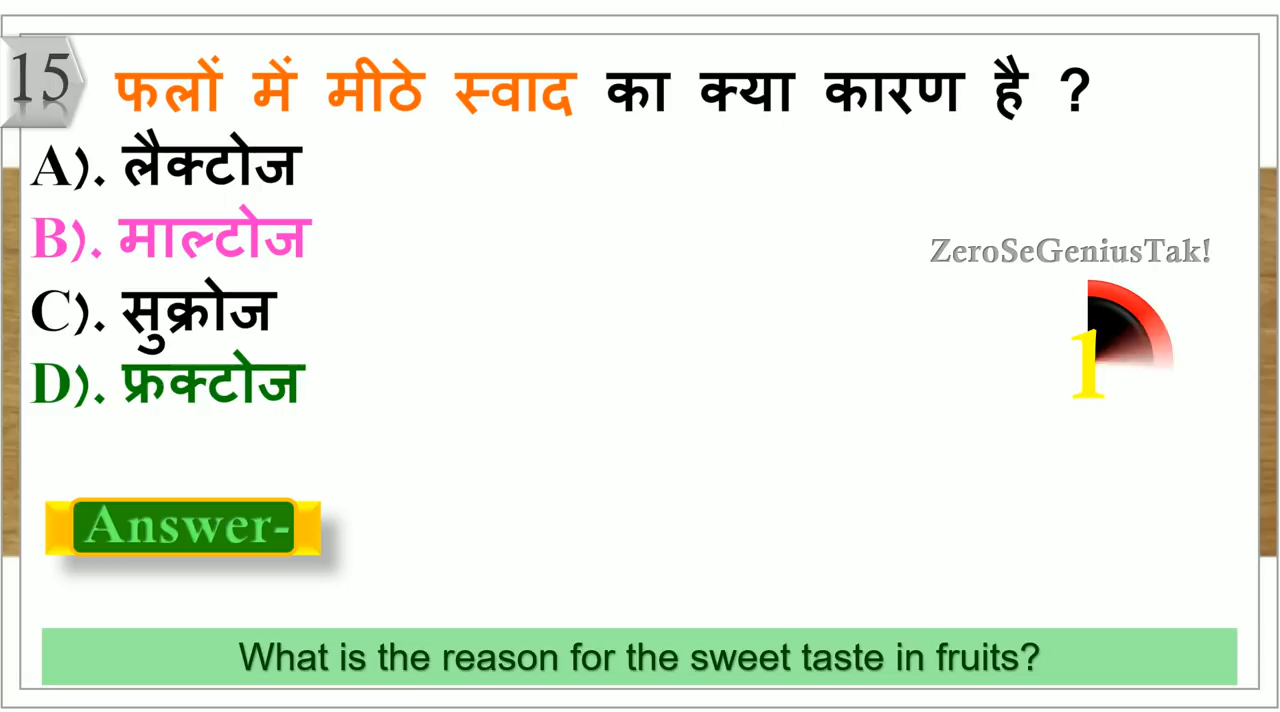 15 फलों में मीठे स्वाद का क्या कारण है ?
A). लैक्टोज
B). माल्टोज
C). सुक्रोज
D). फ्रक्टोज
ZeroSeGeniusTak!
1
Answer-
What is the reason for the sweet taste in fruits?